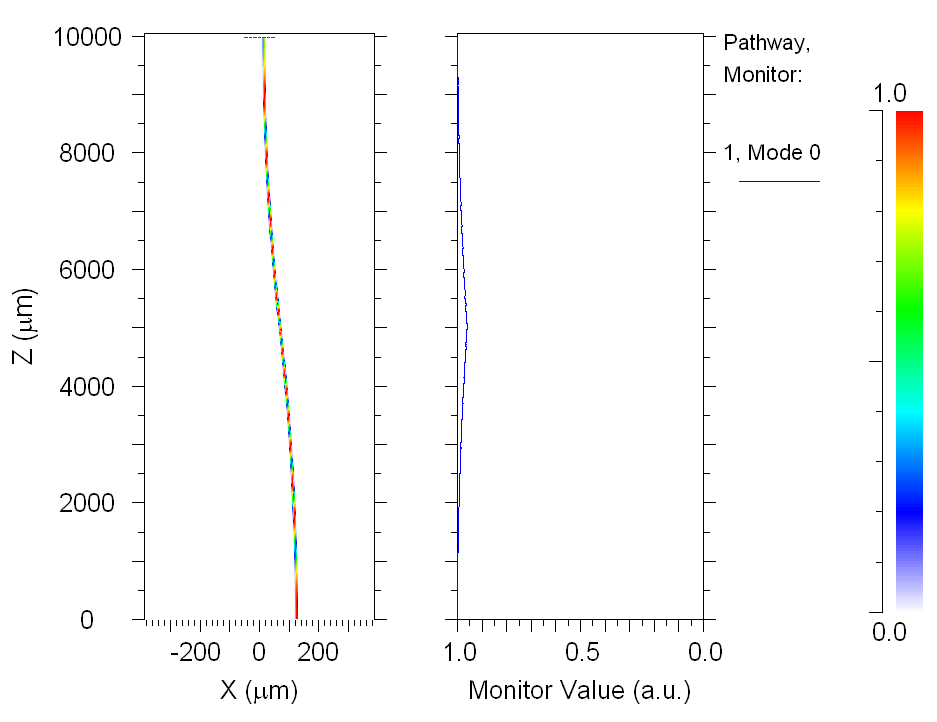 10000
8000
6000
4000
2000
0
Z (μm)
-200 0 200
X (μm)
1.0 0.5 0.0
Monitor Value (a.u.)
Pathway,
Monitor:
1, Mode 0
1.0
0.0